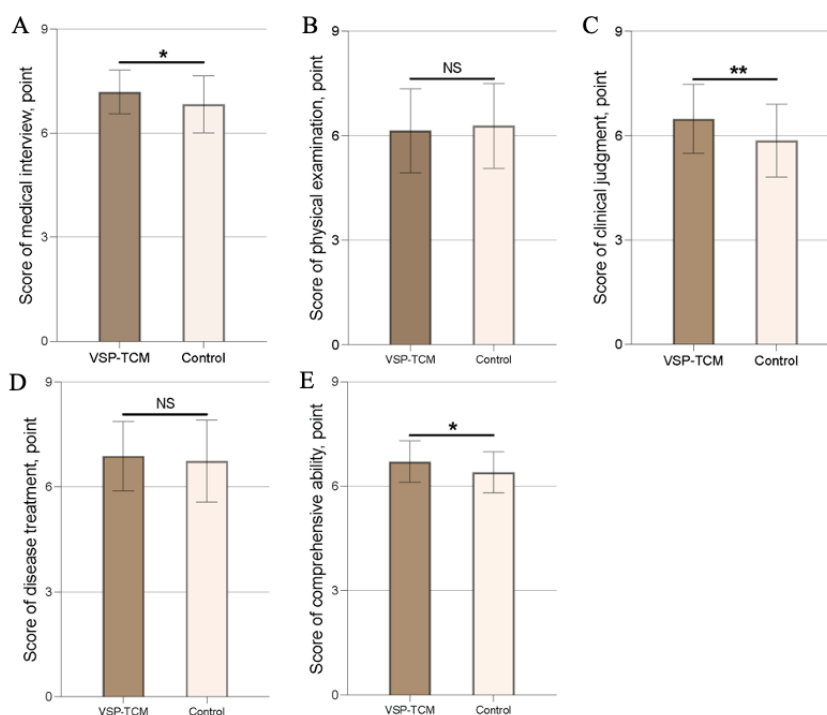 A
Score of medical interview, point
9
6
3
0
*
VSP-TCM
Control
B
Score of physical examination, point
9
6
3
0
NS
VSP-TCM
Control
C
Score of clinical judgment, point
9
6
3
0
**
VSP-TCM
Control
D
Score of disease treatment, point
9
6
3
0
NS
VSP-TCM
Control
E
Score of comprehensive ability, point
9
6
3
0
*
VSP-TCM
Control